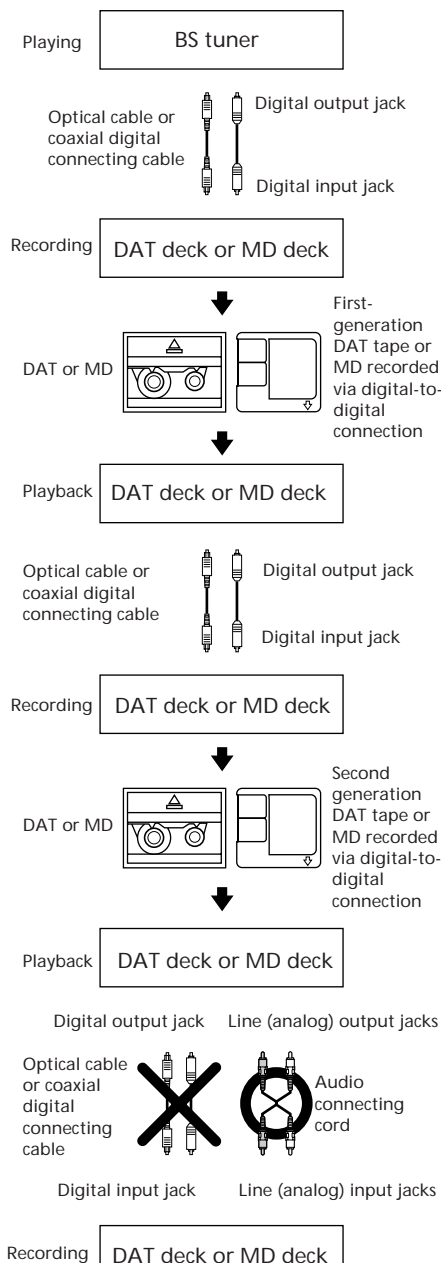 Playing
BS tuner
Optical cable or
coaxial digital
connecting cable
Digital output jack
Digital input jack
Recording
DAT deck or MD deck
DAT or MD
First-
generation
DAT tape or
MD recorded
via digital-to-
digital
connection
Playback
DAT deck or MD deck
Optical cable or
coaxial digital
connecting cable
Digital output jack
Digital input jack
Recording
DAT deck or MD deck
DAT or MD
Second
generation
DAT tape or
MD recorded
via digital-to-
digital
connection
Playback
DAT deck or MD deck
Digital output jack
Line (analog) output jacks
Optical cable
or coaxial
digital
connecting
cable
Audio
connecting
cord
Digital input jack
Line (analog) input jacks
Recording
DAT deck or MD deck